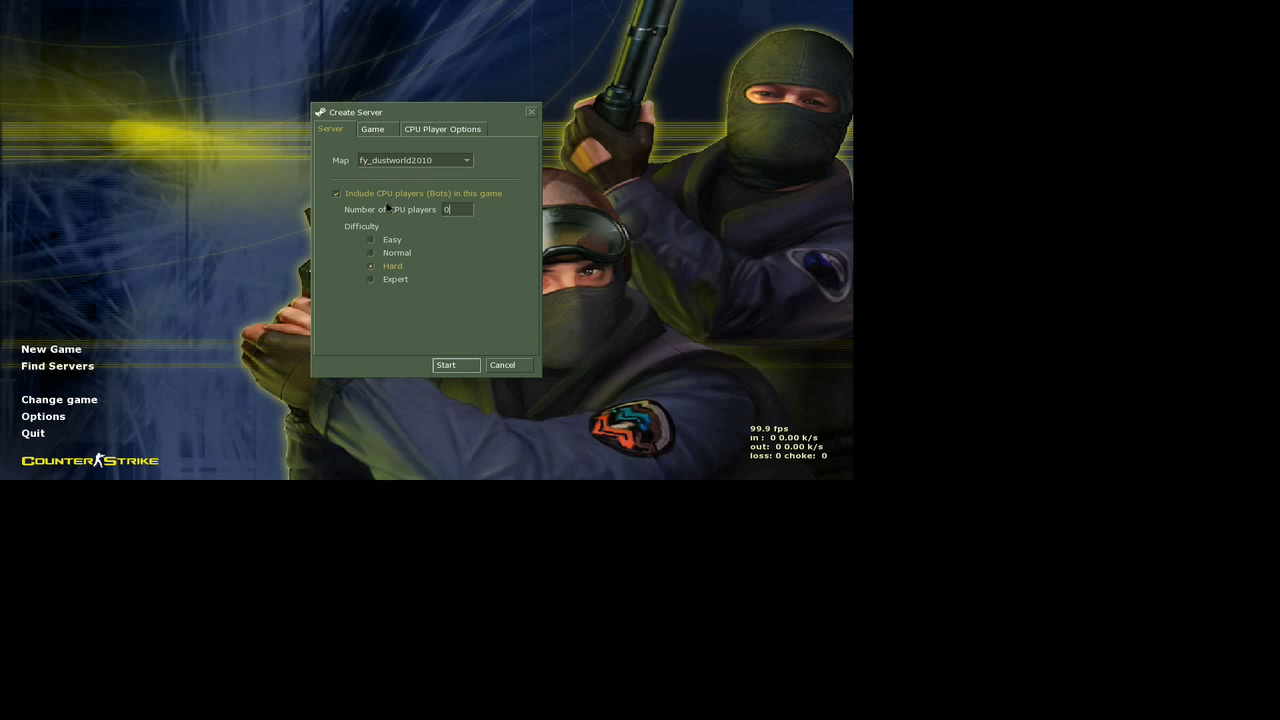 Create Server
Server Game CPU Player Options
Map fy_dustworld2010
Include CPU players (Bots) in this game
Number of CPU players 0
Difficulty
Easy
Normal
Hard
Expert
Start Cancel
New Game
Find Servers
Change game
Options
Quit
COUNTER STRIKE
99.9 fps
in : 0 0.00 k/s
out: 0 0.00 k/s
loss: 0 choke: 0